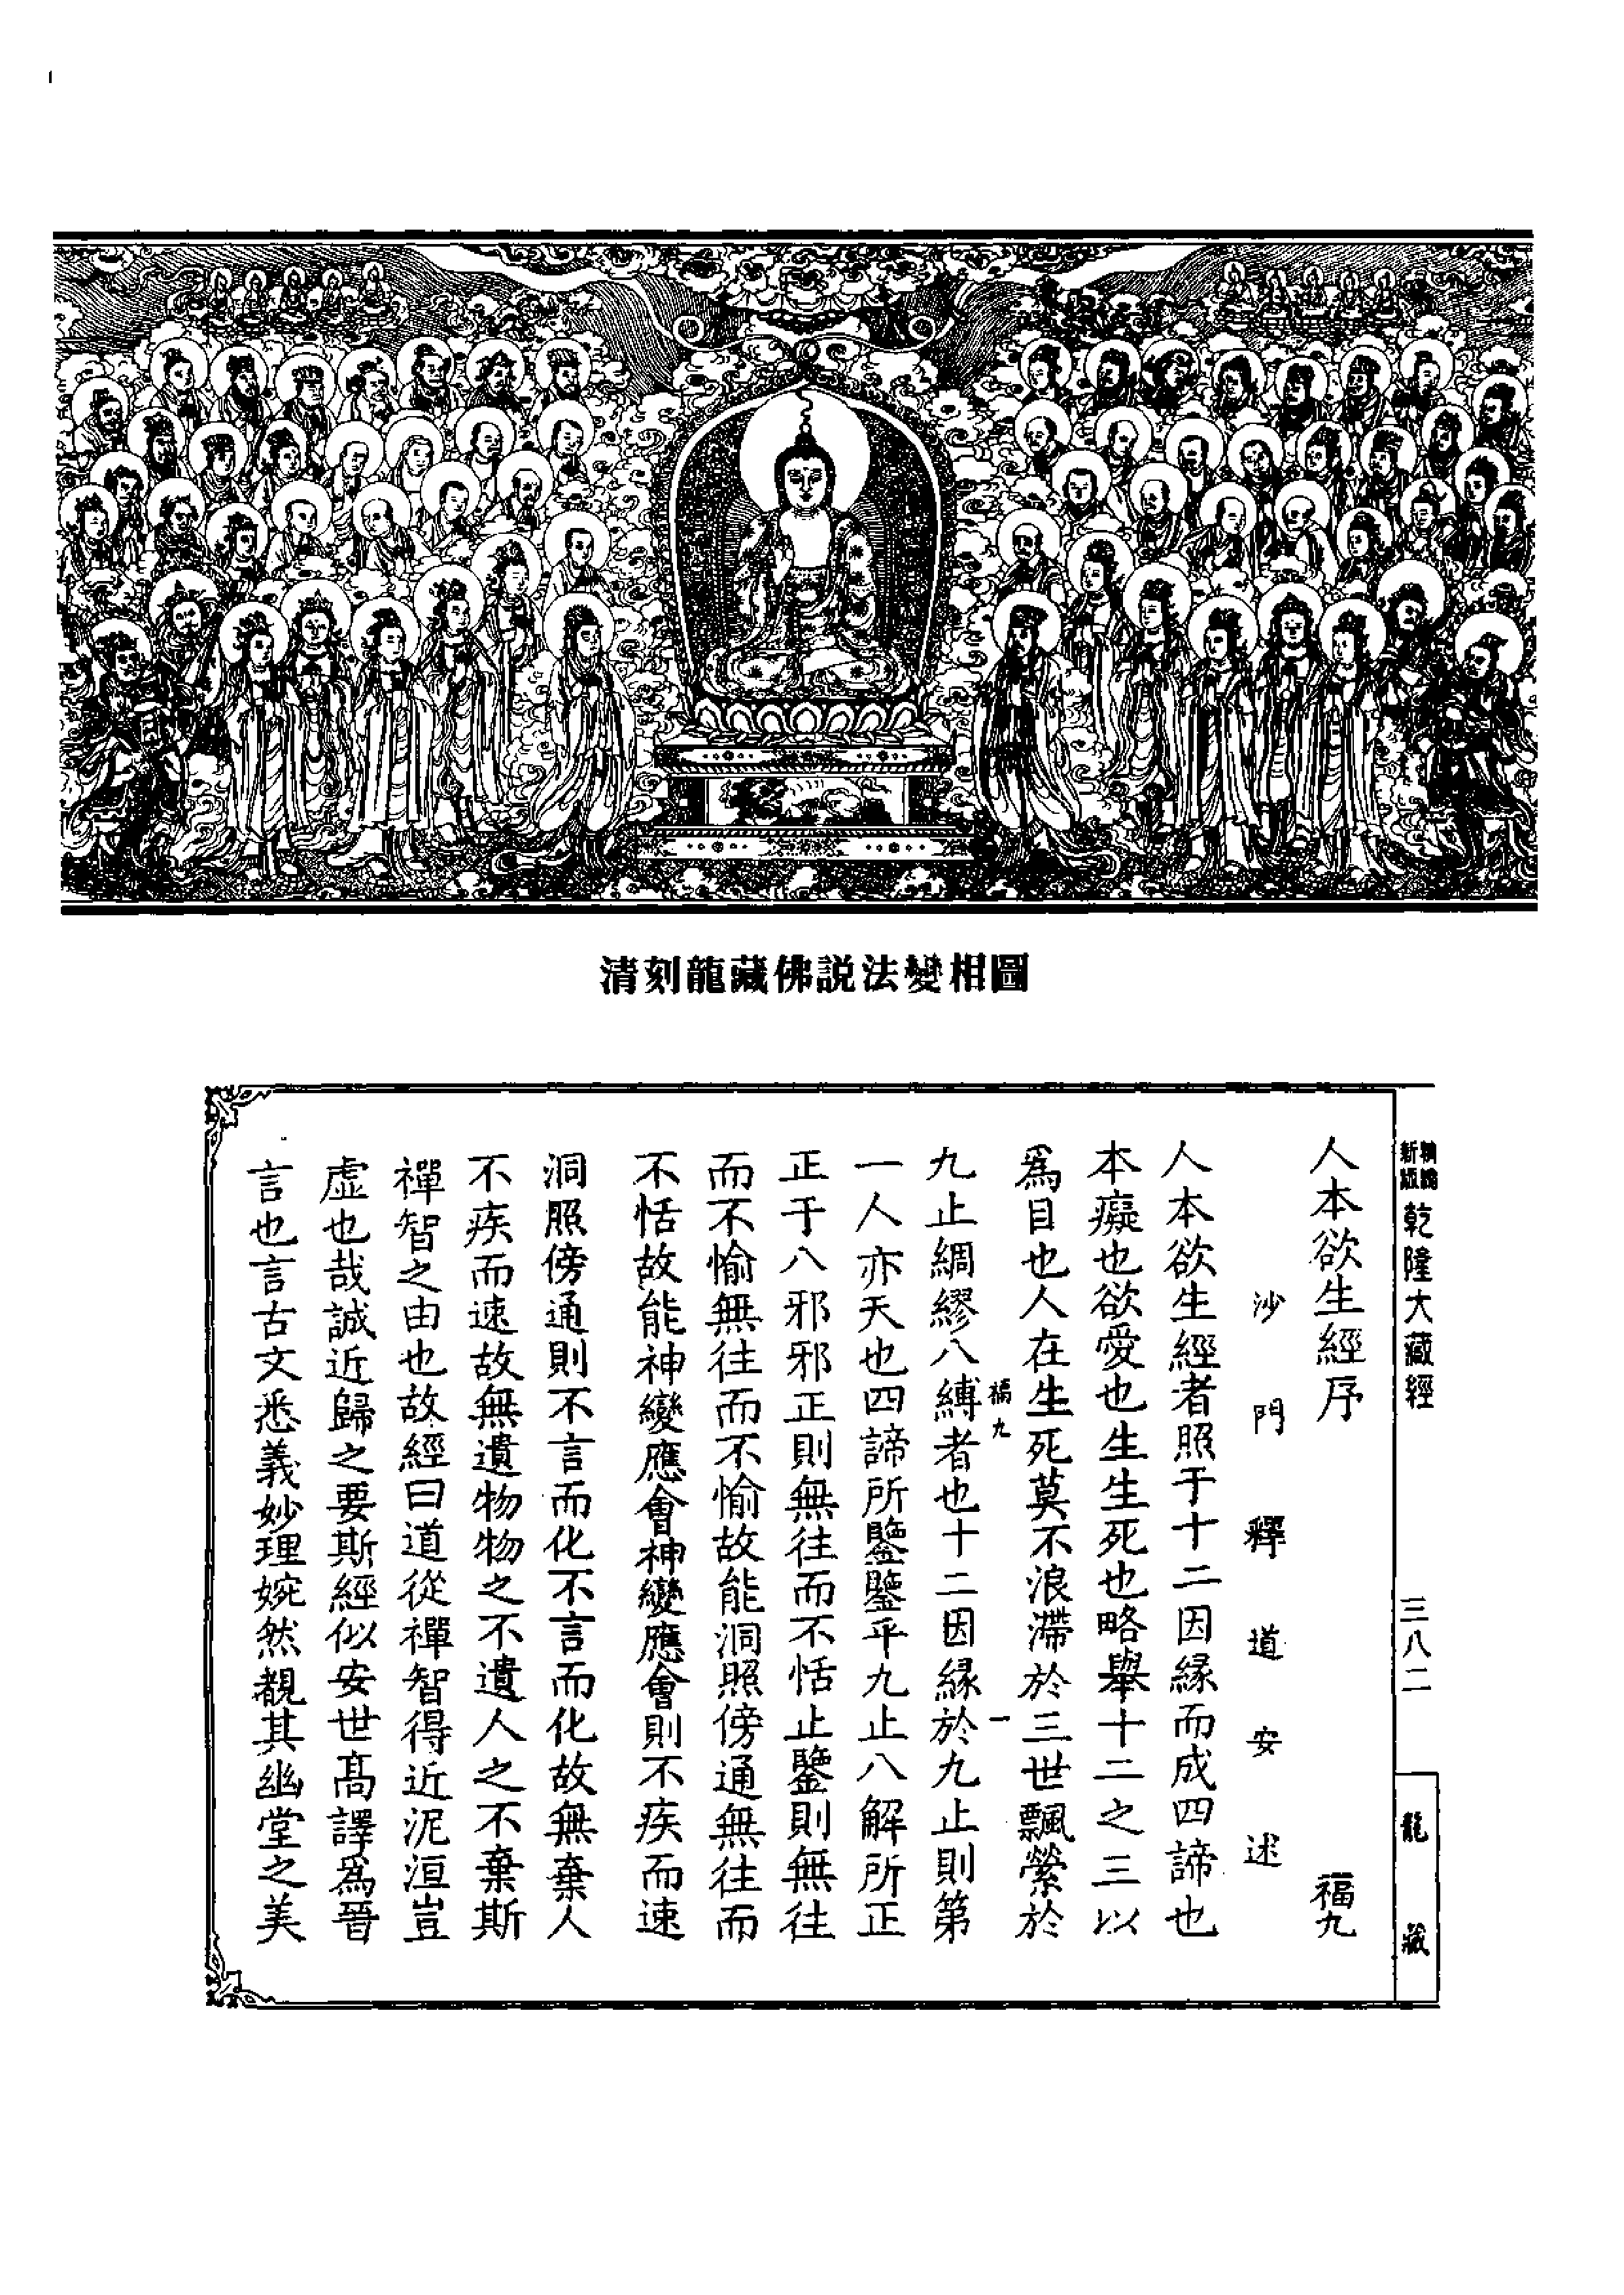 清刻龍藏佛説法變相圖
乾隆大藏經
三八二
龍藏
人本欲生經序
福九
沙門釋道安述
人本欲生經者照于十二因緣而成四諦也
本癡也欲愛也生生死也略舉十二之三以
爲目也人在生死莫不浪滯於三世飄縈於
福九
一
九止綢繆八縛者也十二因緣於九止則第
一人亦天也四諦所鑒鑒乎九止八解所正
正于八邪邪正則無往而不恬止鑒則無往
而不愉無往而不愉故能洞照傍通無往而
不恬故能神變應會神變應會則不疾而速
洞照傍通則不言而化不言而化故無棄人
不疾而速故無遺物物之不遺人之不棄斯
禪智之由也故經曰道從禪智得近泥洹豈
虛也哉誠近歸之要斯經似安世高譯爲晉
言也言古文悉義妙理婉然覩其幽堂之美